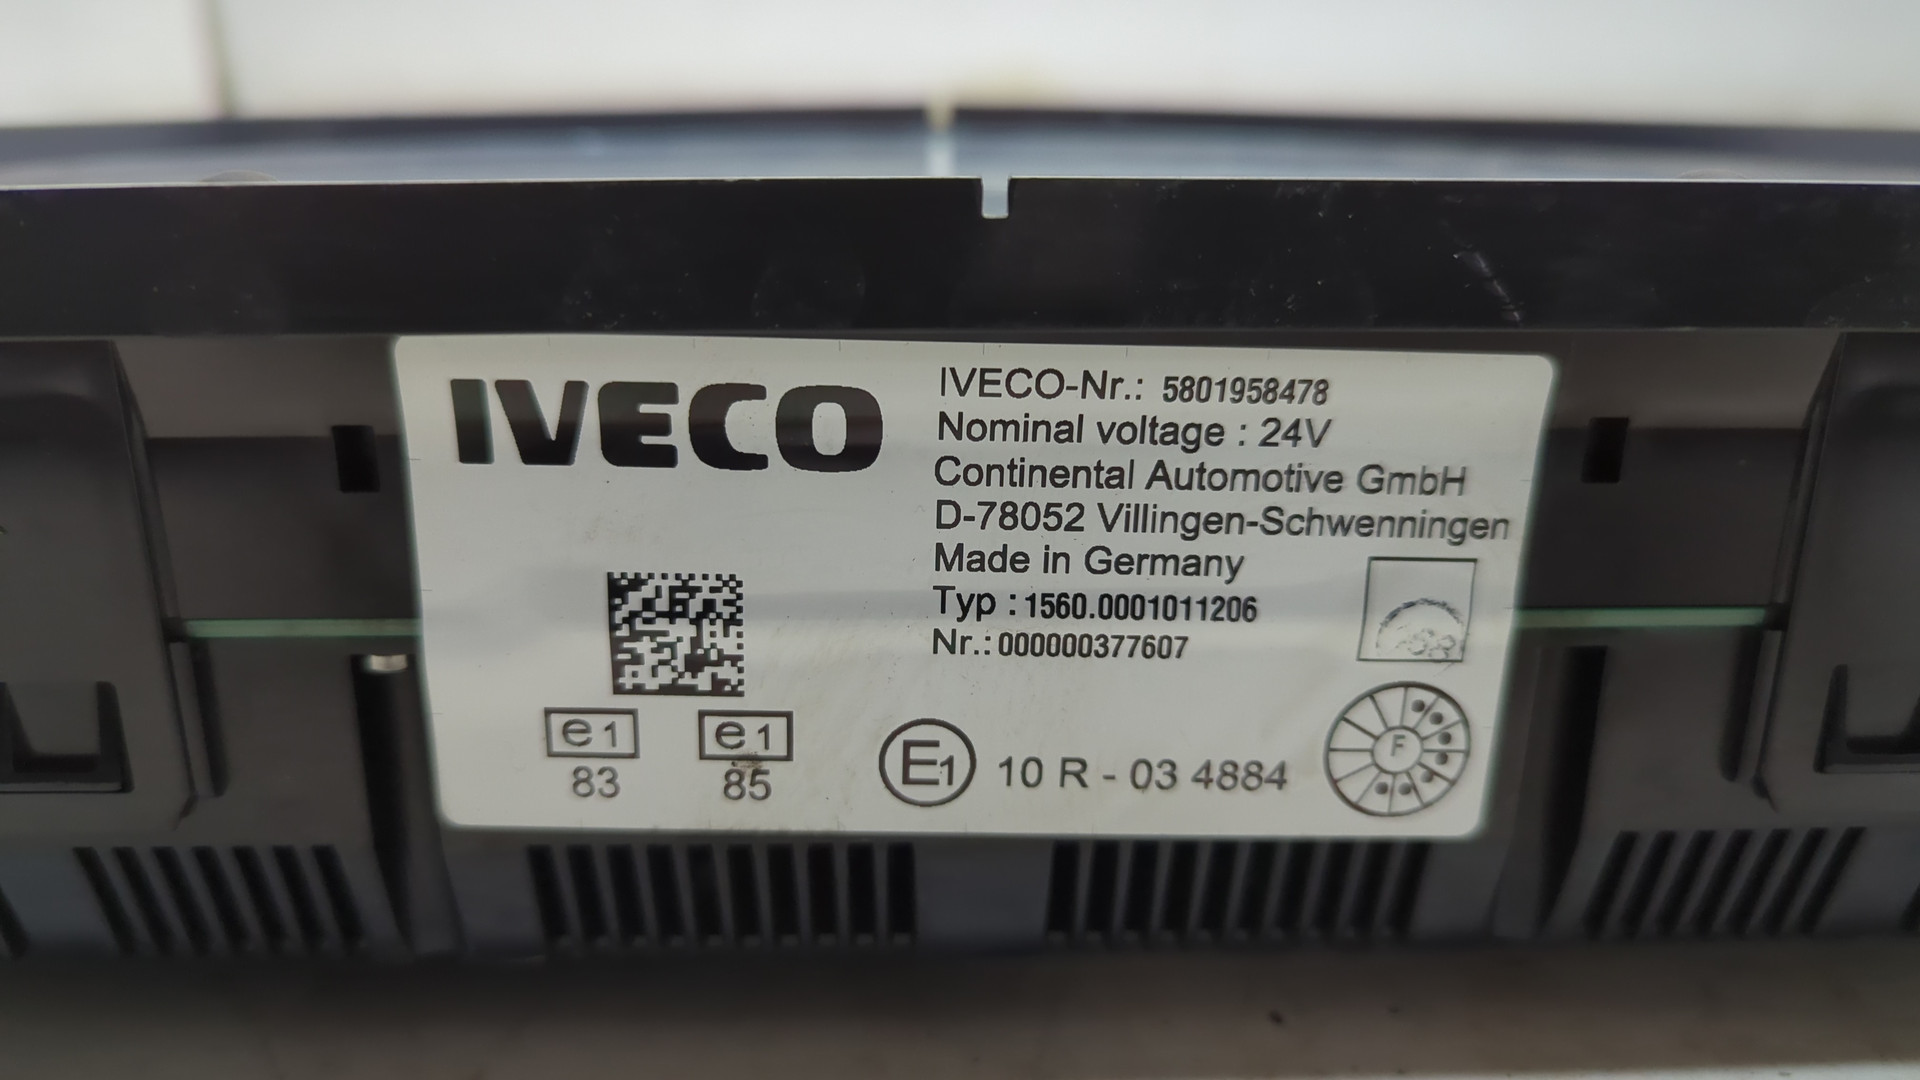 IVECO
IVECO-Nr.: 5801958478
Nominal voltage : 24V
Continental Automotive GmbH
D-78052 Villingen-Schwenningen
Made in Germany
Typ : 1560.0001011206
Nr.: 000000377607
e1
83
e1
85
E1 10 R - 03 4884
F